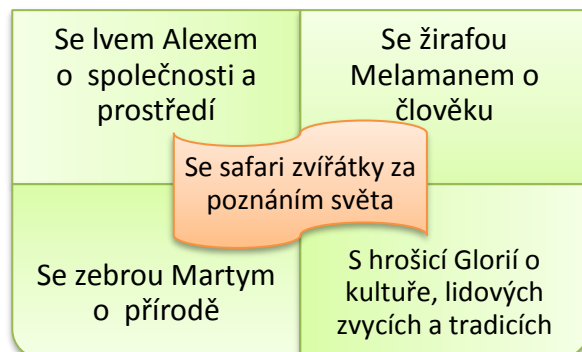 Se lvem Alexem
o společnosti a
prostředí
Se žirafou
Melamanem o
člověku
Se safari zvířátky za
poznáním světa
Se zebrou Martym
o přírodě
S hrošicí Glorií o
kultuře, lidových
zvycích a tradicích